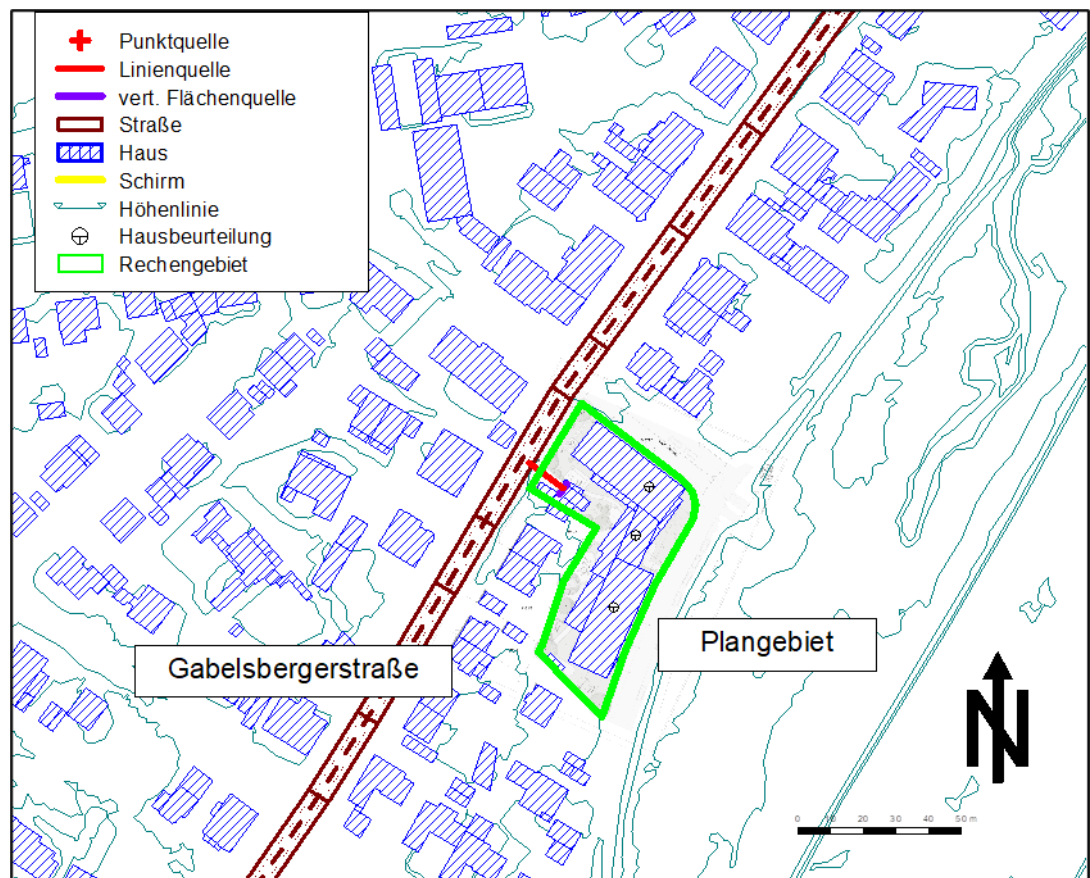 Punktquelle
Linienquelle
vert. Flächenquelle
Straße
Haus
Schirm
Höhenlinie
Hausbeurteilung
Rechengebiet
Plangebiet
Gabelsbergerstraße
N
0 10 20 30 40 50 m